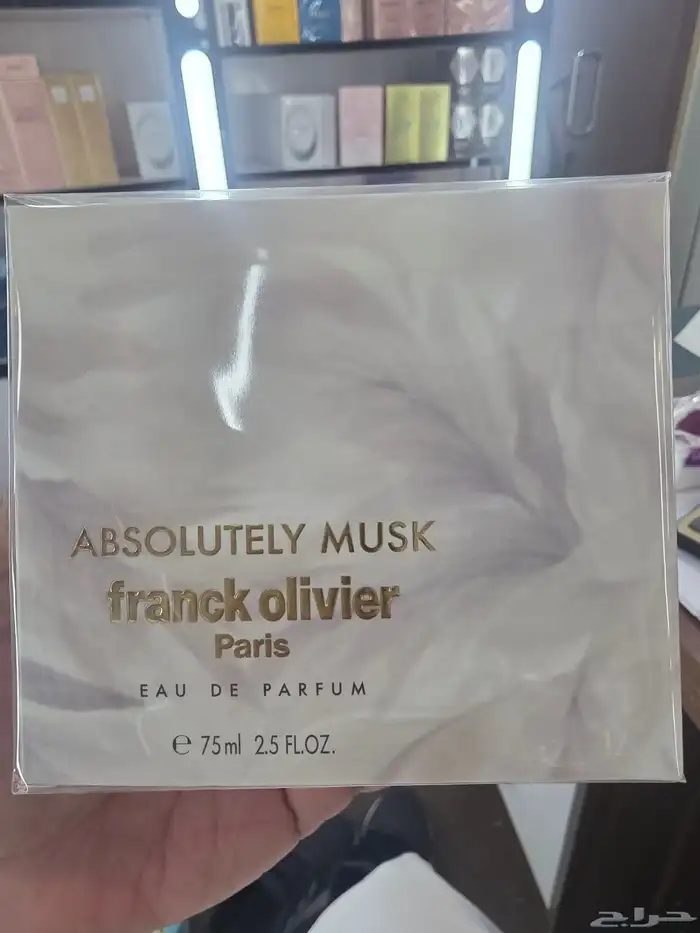 ABSOLUTELY MUSK
franck olivier
Paris
EAU DE PARFUM
℮ 75ml 2.5 FL.OZ.
حراج